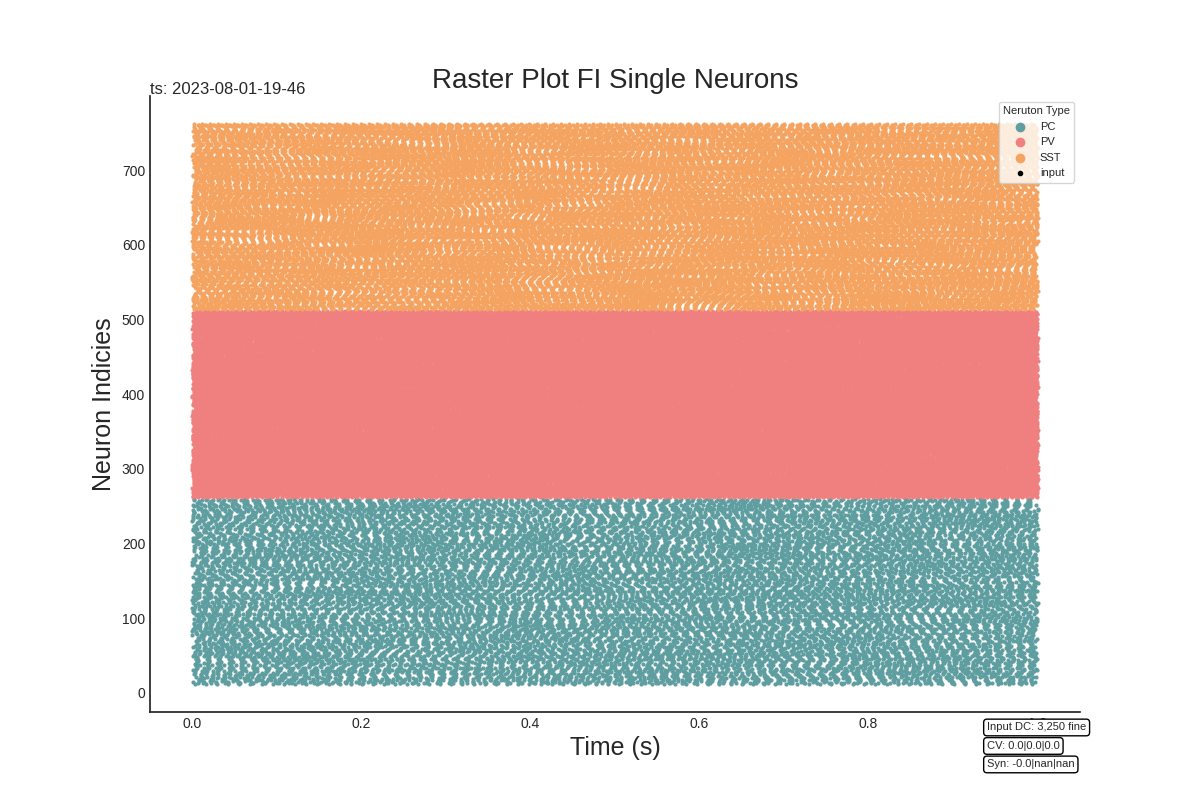 Raster Plot FI Single Neurons
ts: 2023-08-01-19-46
Neruton Type
PC
PV
SST
input
Neuron Indicies
700
600
500
400
300
200
100
0
0.0 0.2 0.4 0.6 0.8
Time (s)
Input DC: 3,250 fine
CV: 0.0|0.0|0.0
Syn: -0.0|nan|nan